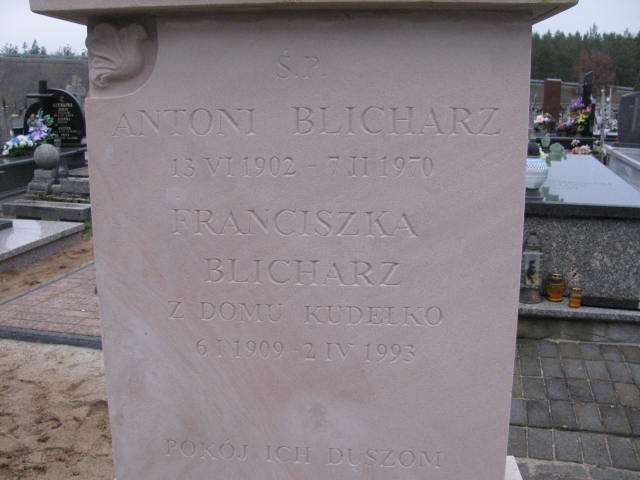 Ś.P.
ANTONI BLICHARZ
13 VI 1902 - 7 II 1970
FRANCISZKA
BLICHARZ
Z DOMU KUDEŁKO
6 I 1909 - 2 IV 1993
POKÓJ ICH DUSZOM